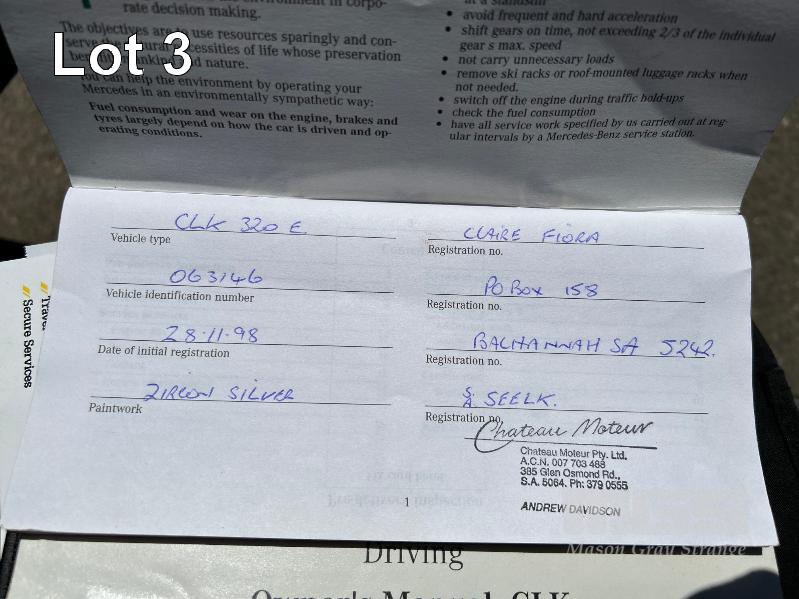 rate decision making.
The objectives are to use resources sparingly and con-
serve the natural necessities of life whose preservation
Lot 3
and nature.
You can help the environment by operating your
Mercedes in an environmentally sympathetic way:
Fuel consumption and wear on the engine, brakes and
tyres largely depend on how the car is driven and op-
erating conditions.
• avoid frequent and hard acceleration
• shift gears on time, not exceeding 2/3 of the individual
gear s max. speed
• not carry unnecessary loads
• remove ski racks or roof-mounted luggage racks when
not needed.
• switch off the engine during traffic hold-ups
• check the fuel consumption
• have all service work specified by us carried out at reg-
ular intervals by a Mercedes-Benz service station.
CLK 320 E
Vehicle type
063146
Vehicle identification number
28.11.98
Date of initial registration
ZIRCON SILVER
Paintwork
CLAIRE FIORA
Registration no.
PO Box 158
Registration no.
BALHANNAH SA 5242.
Registration no.
SA SEELK.
Registration no.
Chateau Moteur
Chateau Moteur Pty. Ltd.
A.C.N. 007 703 468
385 Glen Osmond Rd.,
S.A. 5064. Ph: 379 0555
ANDREW DAVIDSON
1
Secure Services
Mason Gray Strange
Driving
Owner's Manual CLK